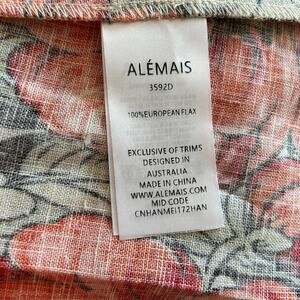 ALÉMAIS
3592D
100%EUROPEAN FLAX
EXCLUSIVE OF TRIMS
DESIGNED IN
AUSTRALIA
MADE IN CHINA
WWW.ALEMAIS.COM
MID CODE
CNHANMEI172HAN